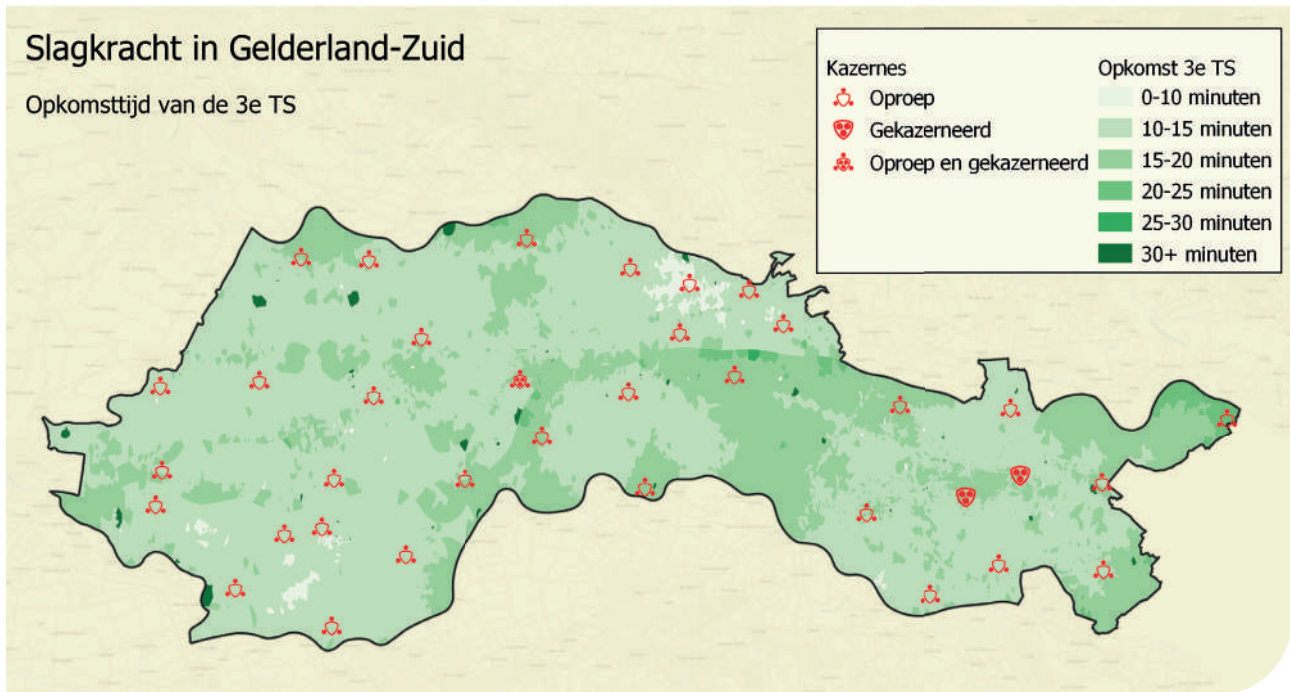 Slagkracht in Gelderland-Zuid
Opkomsttijd van de 3e TS
Kazernes
Oproep
Gekazerneerd
Oproep en gekazerneerd
Opkomst 3e TS
0-10 minuten
10-15 minuten
15-20 minuten
20-25 minuten
25-30 minuten
30+ minuten